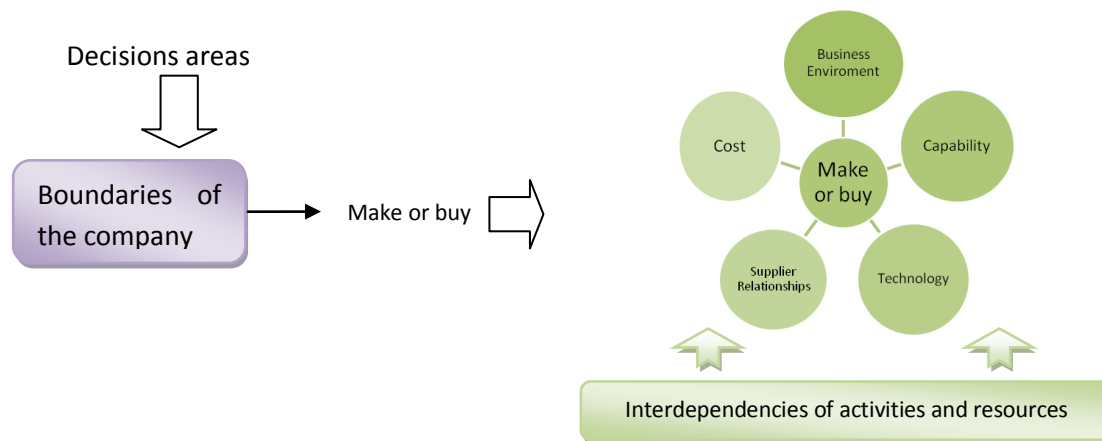 Decisions areas
Boundaries of
the company
Make or buy
Business
Enviroment
Cost
Capability
Make
or buy
Supplier
Relationships
Technology
Interdependencies of activities and resources